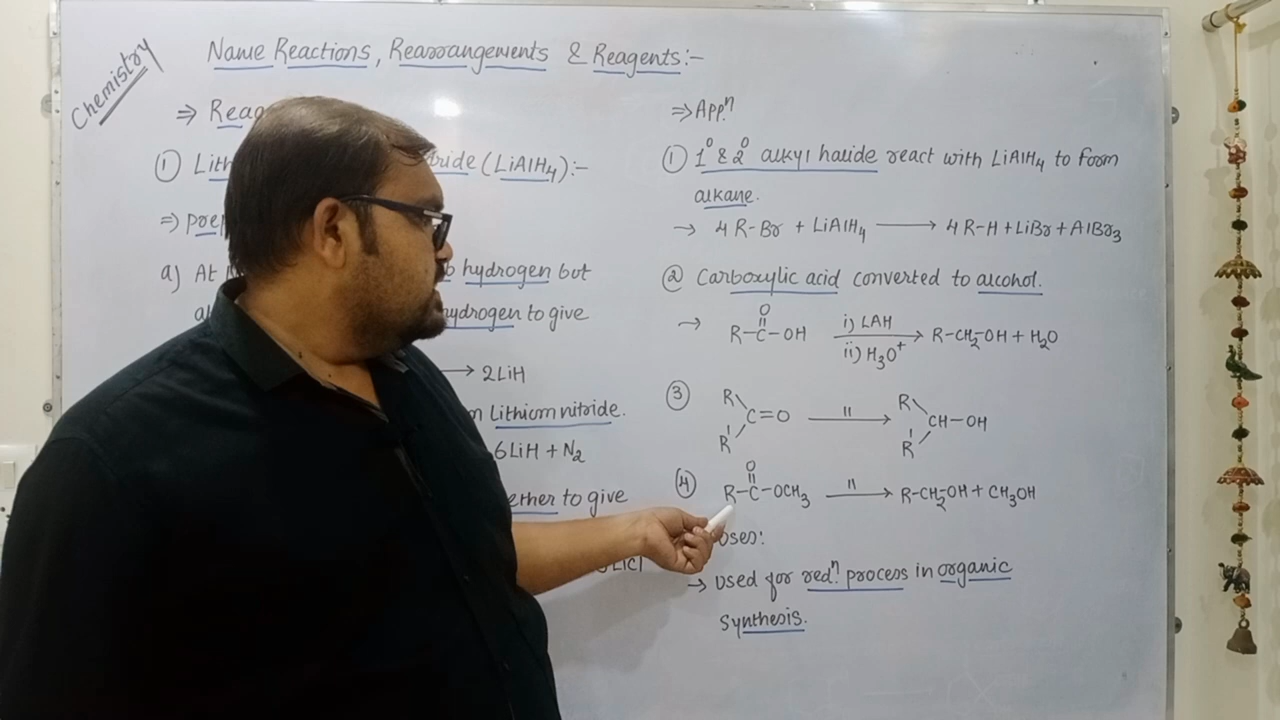 Chemistry
Name Reactions, Rearrangements & Reagents:-
⇒ Reag
① Lith ride (LiAlH4):-
⇒ prep
a) At hydrogen but
hydrogen to give
→ 2LiH
Lithium nitride.
6LiH + N2
ether to give
LiCl
⇒ Appⁿ
① 1° & 2° alkyl halide react with LiAlH4 to form
alkane.
→ 4R-Br + LiAlH4 → 4R-H + LiBr + AlBr3
② Carboxylic acid converted to alcohol.
→ R-C(=O)-OH i) LAH ii) H3O+ → R-CH2-OH + H2O
③ R R' C=O 〃→ R R' CH-OH
④ R-C(=O)-OCH3 〃→ R-CH2-OH + CH3OH
Uses:
→ Used for redⁿ. process in organic
synthesis.